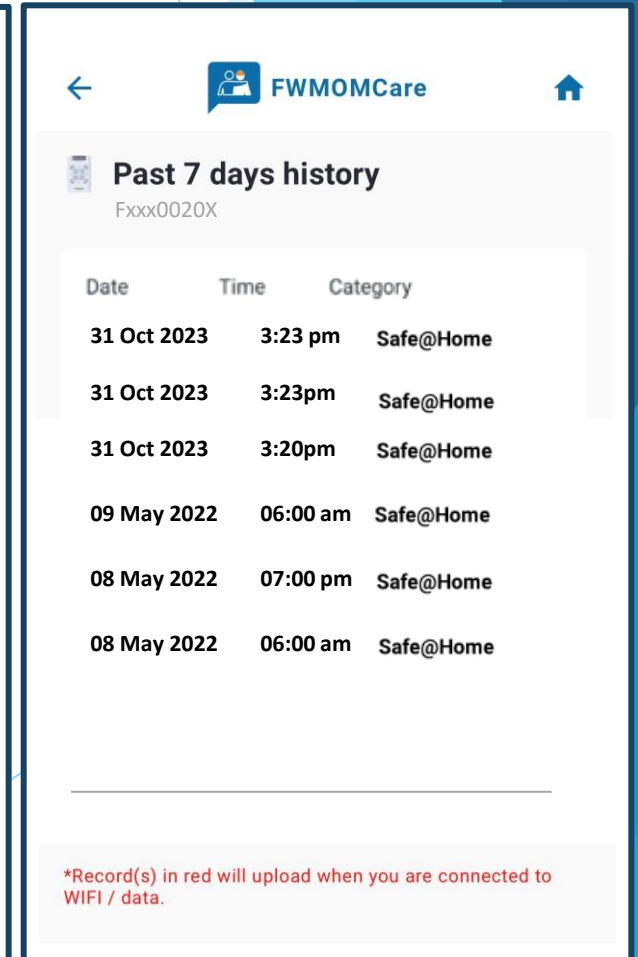 FWMOMCare
Past 7 days history
Fxxx0020X
Date Time Category
31 Oct 2023 3:23 pm Safe@Home
31 Oct 2023 3:23pm Safe@Home
31 Oct 2023 3:20pm Safe@Home
09 May 2022 06:00 am Safe@Home
08 May 2022 07:00 pm Safe@Home
08 May 2022 06:00 am Safe@Home
*Record(s) in red will upload when you are connected to
WIFI / data.